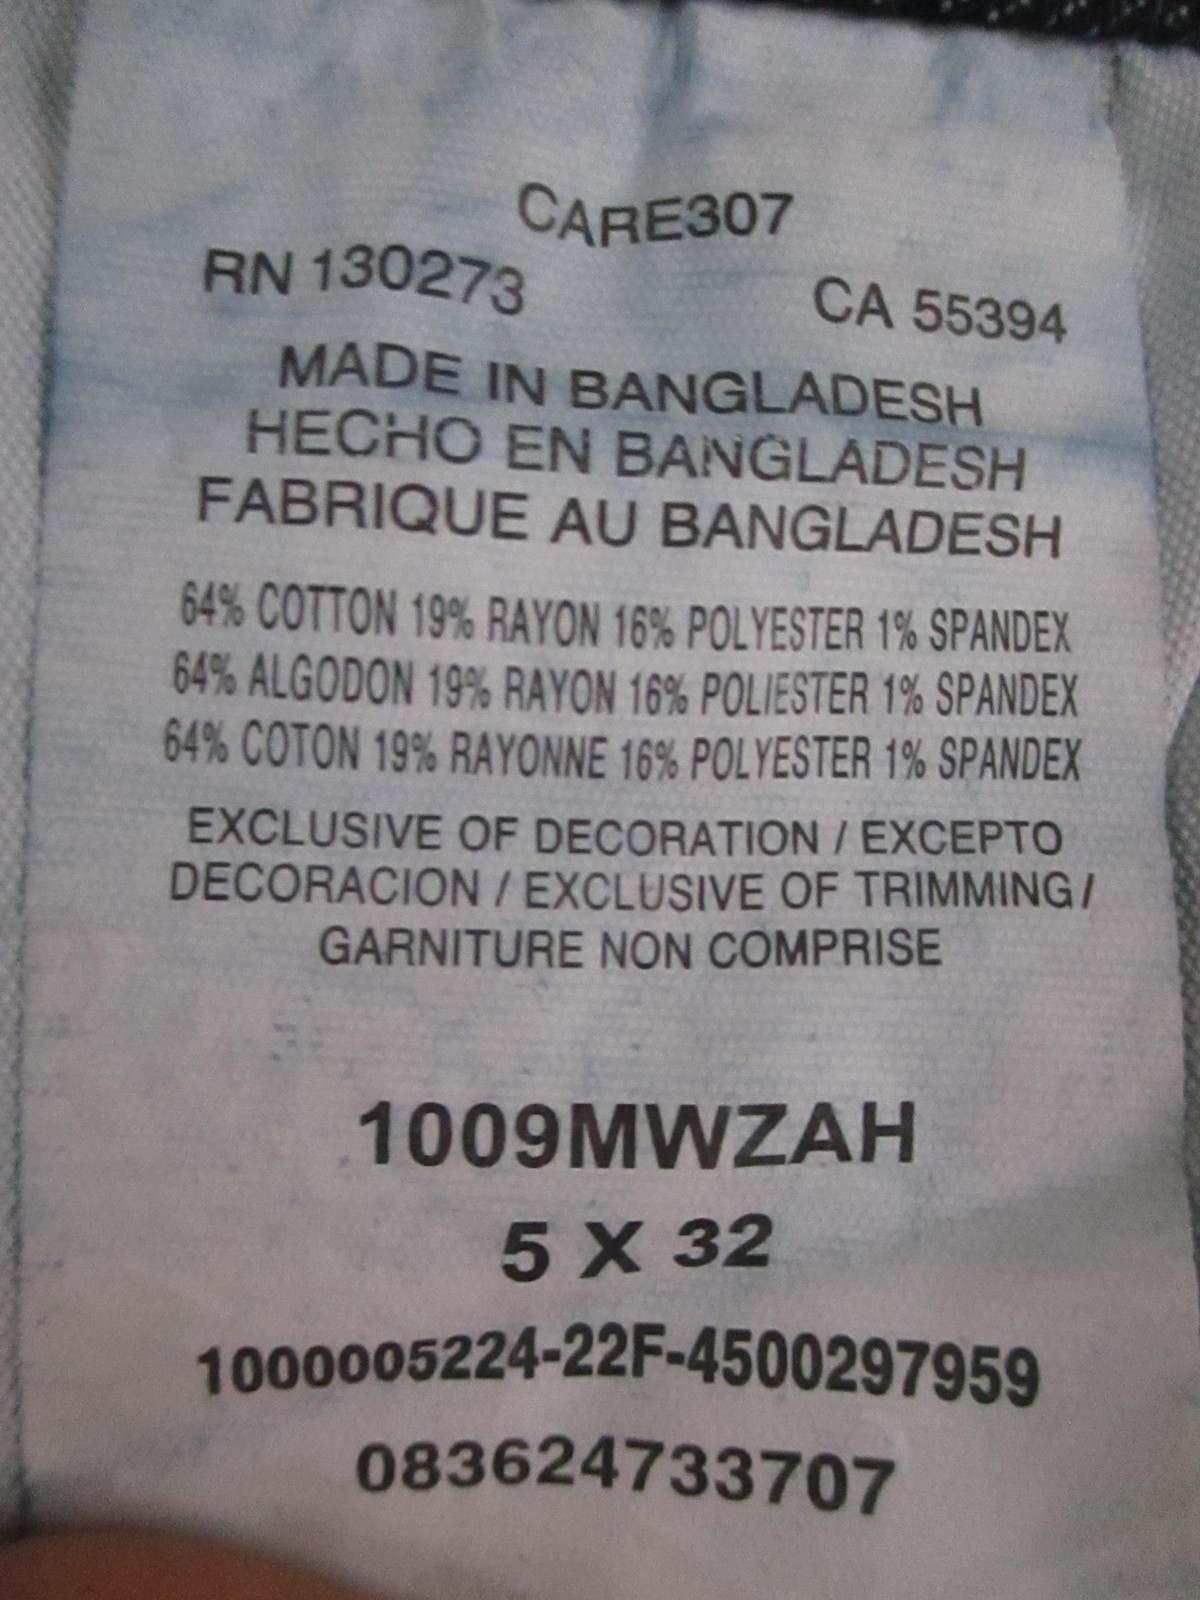 CARE307
RN 130273 CA 55394
MADE IN BANGLADESH
HECHO EN BANGLADESH
FABRIQUE AU BANGLADESH
64% COTTON 19% RAYON 16% POLYESTER 1% SPANDEX
64% ALGODON 19% RAYON 16% POLIESTER 1% SPANDEX
64% COTON 19% RAYONNE 16% POLYESTER 1% SPANDEX
EXCLUSIVE OF DECORATION / EXCEPTO
DECORACION / EXCLUSIVE OF TRIMMING /
GARNITURE NON COMPRISE
1009MWZAH
5 X 32
1000005224-22F-4500297959
083624733707